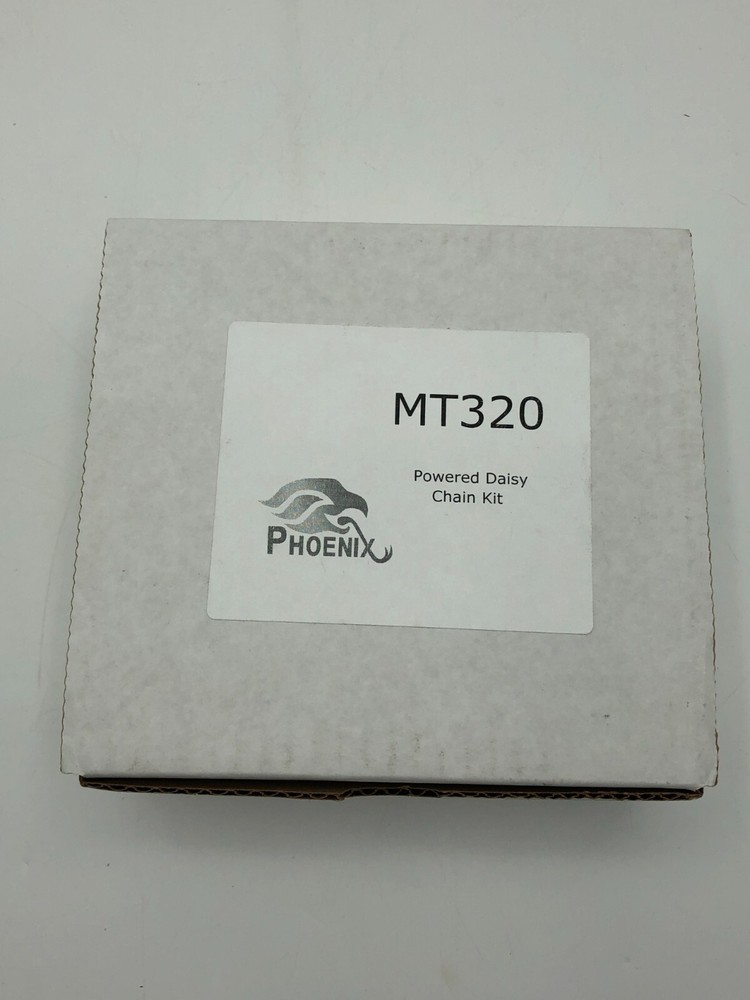 MT320
Powered Daisy
Chain Kit
PHOENIX